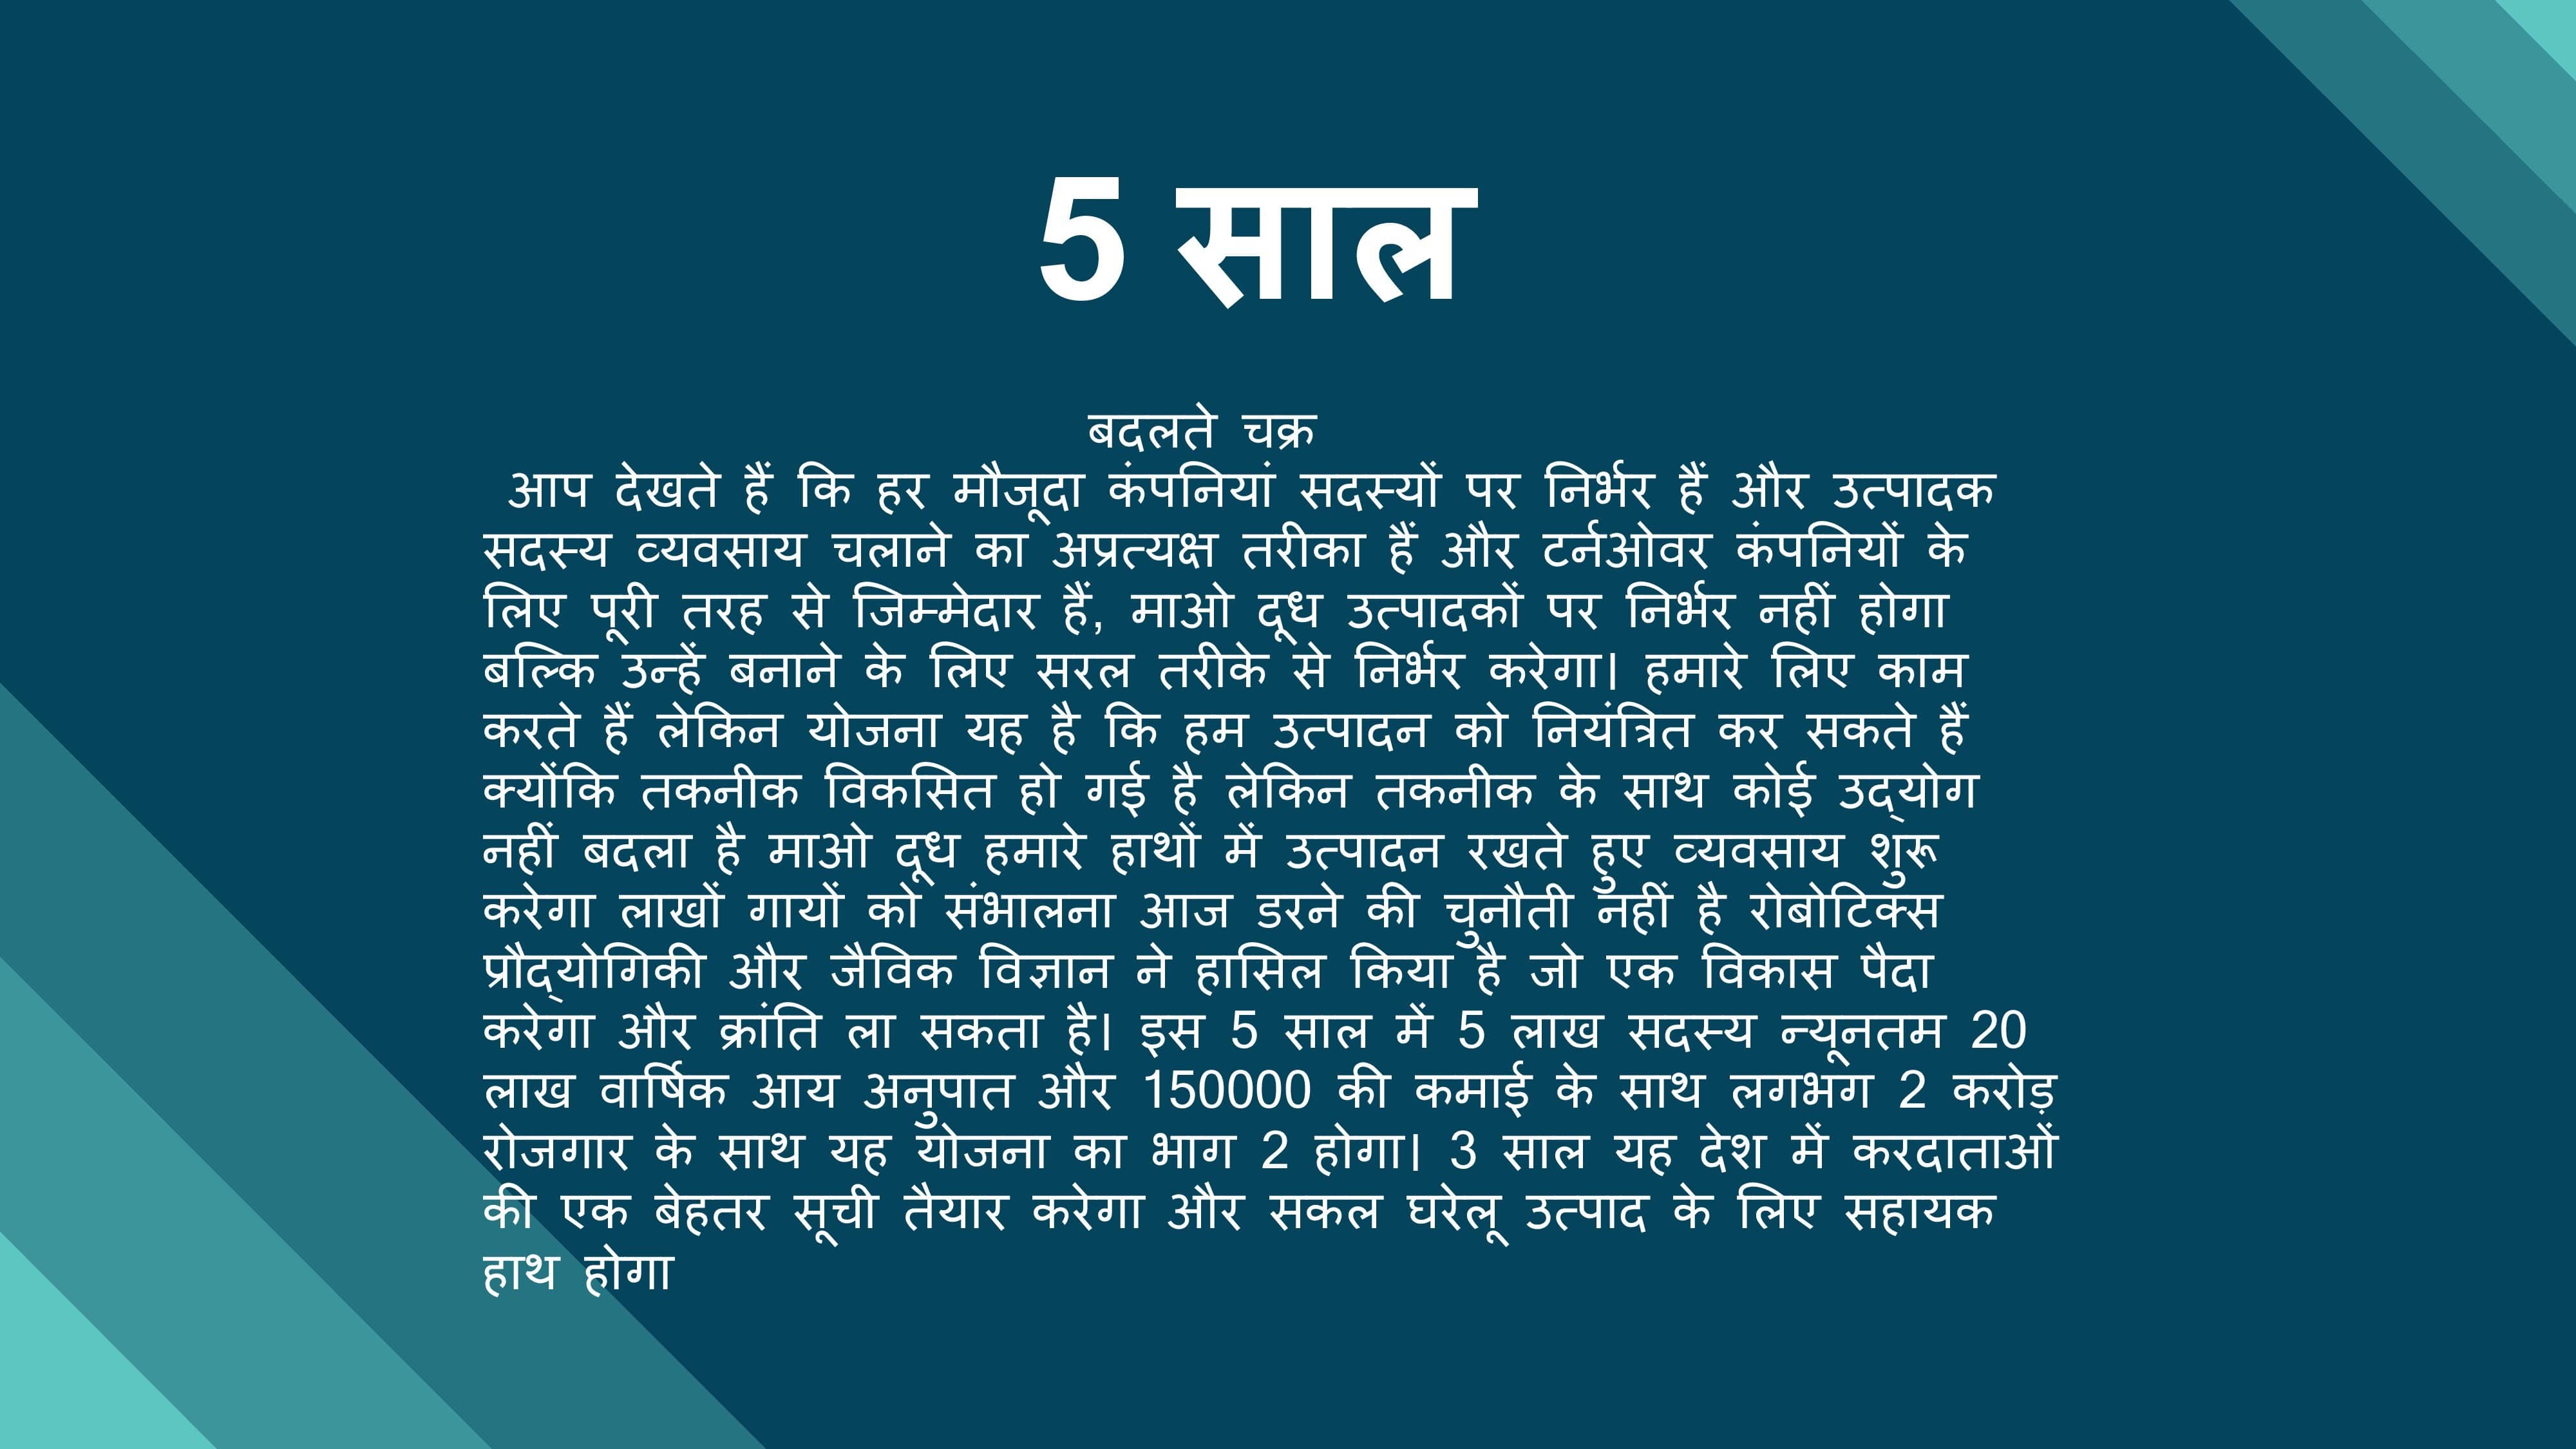 5 साल
बदलते चक्र
आप देखते हैं कि हर मौजूदा कंपनियां सदस्यों पर निर्भर हैं और उत्पादक
सदस्य व्यवसाय चलाने का अप्रत्यक्ष तरीका हैं और टर्नओवर कंपनियों के
लिए पूरी तरह से जिम्मेदार हैं, माओ दूध उत्पादकों पर निर्भर नहीं होगा
बल्कि उन्हें बनाने के लिए सरल तरीके से निर्भर करेगा। हमारे लिए काम
करते हैं लेकिन योजना यह है कि हम उत्पादन को नियंत्रित कर सकते हैं
क्योंकि तकनीक विकसित हो गई है लेकिन तकनीक के साथ कोई उद्योग
नहीं बदला है माओ दूध हमारे हाथों में उत्पादन रखते हुए व्यवसाय शुरू
करेगा लाखों गायों को संभालना आज डरने की चुनौती नहीं है रोबोटिक्स
प्रौद्योगिकी और जैविक विज्ञान ने हासिल किया है जो एक विकास पैदा
करेगा और क्रांति ला सकता है। इस 5 साल में 5 लाख सदस्य न्यूनतम 20
लाख वार्षिक आय अनुपात और 150000 की कमाई के साथ लगभग 2 करोड़
रोजगार के साथ यह योजना का भाग 2 होगा। 3 साल यह देश में करदाताओं
की एक बेहतर सूची तैयार करेगा और सकल घरेलू उत्पाद के लिए सहायक
हाथ होगा